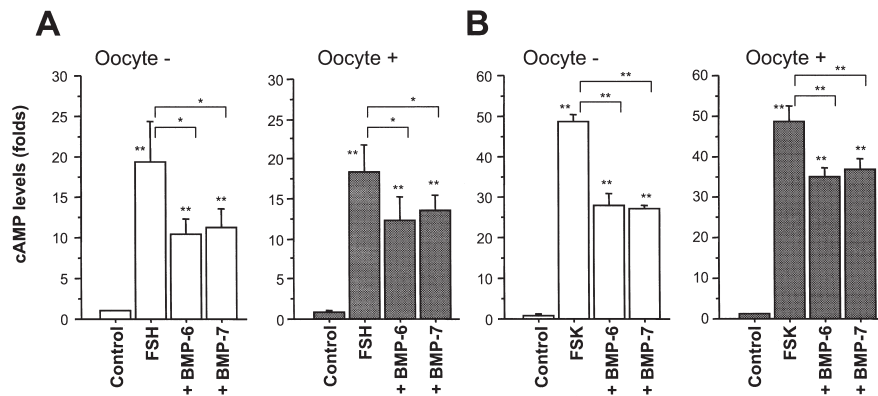 A
B
Oocyte -
Oocyte +
Oocyte -
Oocyte +
cAMP levels (folds)
30
25
20
15
10
5
0
*
*
**
**
**
Control
FSH
+ BMP-6
+ BMP-7
30
25
20
15
10
5
0
*
*
**
**
**
Control
FSH
+ BMP-6
+ BMP-7
60
50
40
30
20
10
0
**
**
**
**
**
Control
FSK
+ BMP-6
+ BMP-7
60
50
40
30
20
10
0
**
**
**
**
**
Control
FSK
+ BMP-6
+ BMP-7